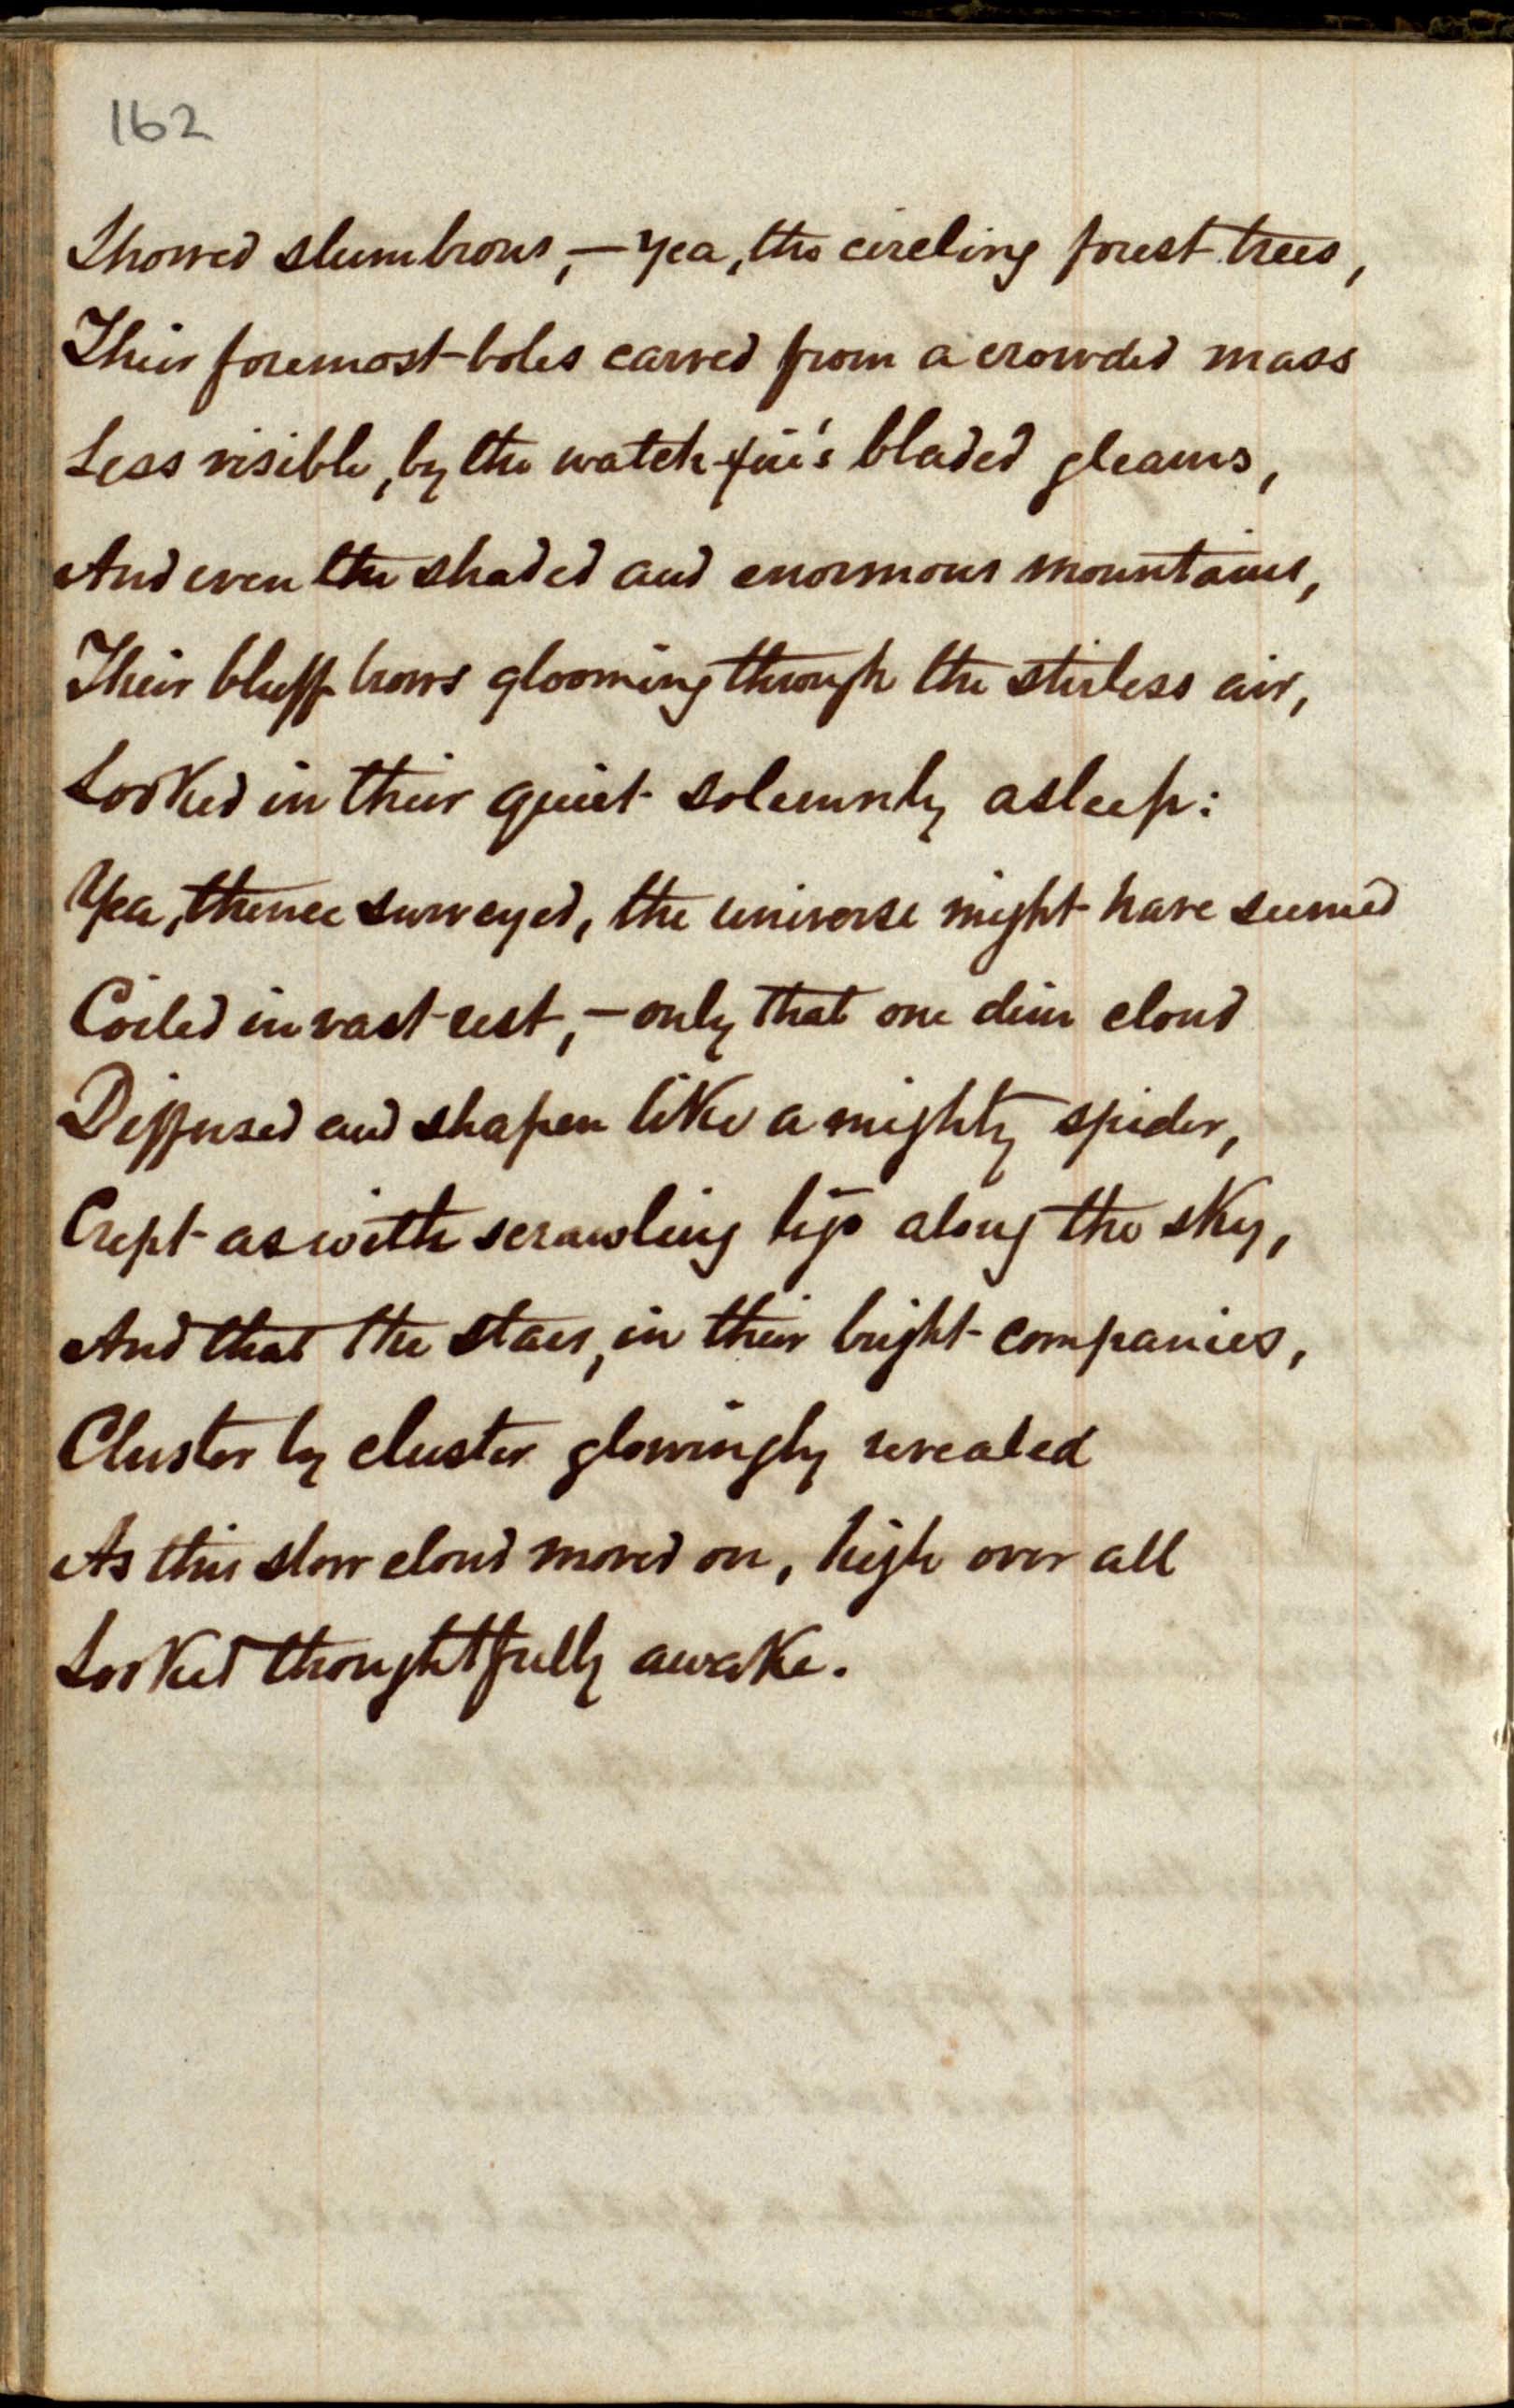 162
Showed slumbrous,—Yea, the circling forest trees,
Their foremost boles carved from a crowded mass
Less visible, by the watch-fire's bladed gleams,
And even the shaded and enormous mountains,
Their bluff brows glooming through the stirless air,
Looked in their quiet solemnly asleep:
Yea, thence surveyed, the universe might have seemed
Coiled in vast rest,—only that one dim cloud
Diffused and shapen like a mighty spider,
Crept as with scrawling legs along the sky,
And that the stars, in their bright companies,
Cluster by cluster glowingly revealed
As this slow cloud moved on, high over all
Looked thoughtfully awake.